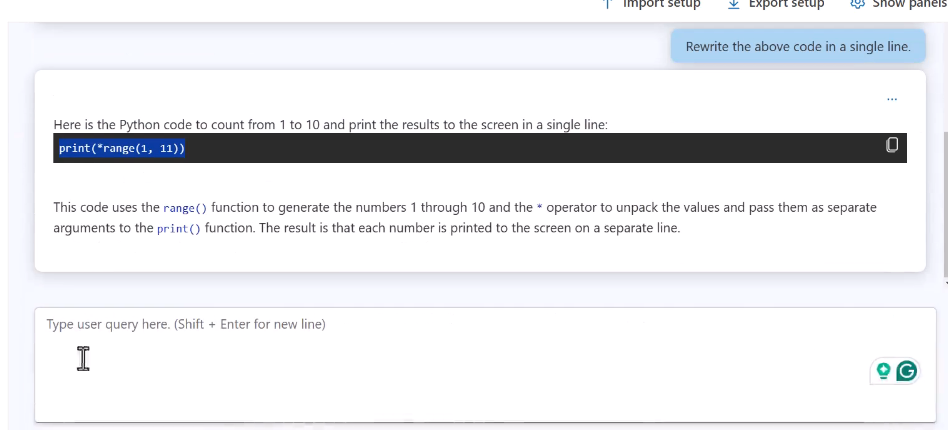 Import setup Export setup Show panels
Rewrite the above code in a single line.
...
Here is the Python code to count from 1 to 10 and print the results to the screen in a single line:
print(*range(1, 11))
This code uses the range() function to generate the numbers 1 through 10 and the * operator to unpack the values and pass them as separate
arguments to the print() function. The result is that each number is printed to the screen on a separate line.
Type user query here. (Shift + Enter for new line)